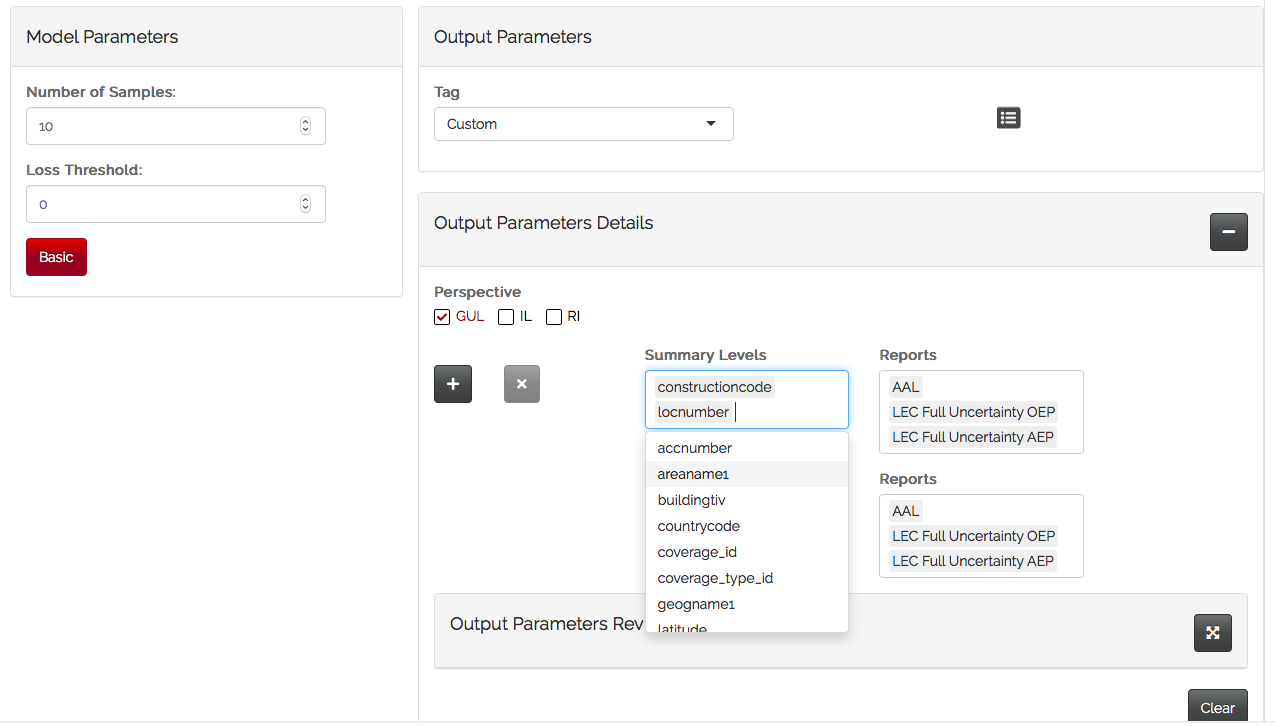 Model Parameters
Number of Samples:
10
Loss Threshold:
0
Basic
Output Parameters
Tag
Custom
Output Parameters Details
Perspective
GUL IL RI
Summary Levels
constructioncode
locnumber
accnumber
areaname1
buildingtiv
countrycode
coverage_id
coverage_type_id
geogname1
latitude
Reports
AAL
LEC Full Uncertainty OEP
LEC Full Uncertainty AEP
Reports
AAL
LEC Full Uncertainty OEP
LEC Full Uncertainty AEP
Output Parameters Rev
Clear